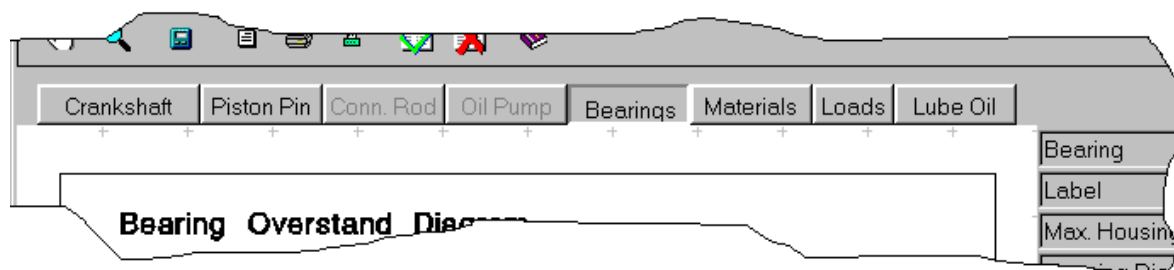 Crankshaft Piston Pin Conn. Rod Oil Pump Bearings Materials Loads Lube Oil
Bearing
Label
Bearing Overstand
Max. Housing